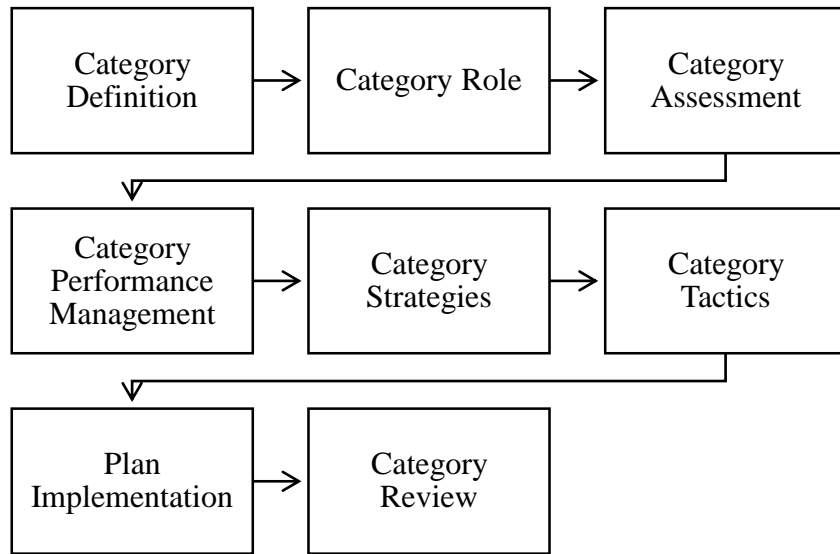 Category
Definition
Category Role
Category
Assessment
Category
Performance
Management
Category
Strategies
Category
Tactics
Plan
Implementation
Category
Review